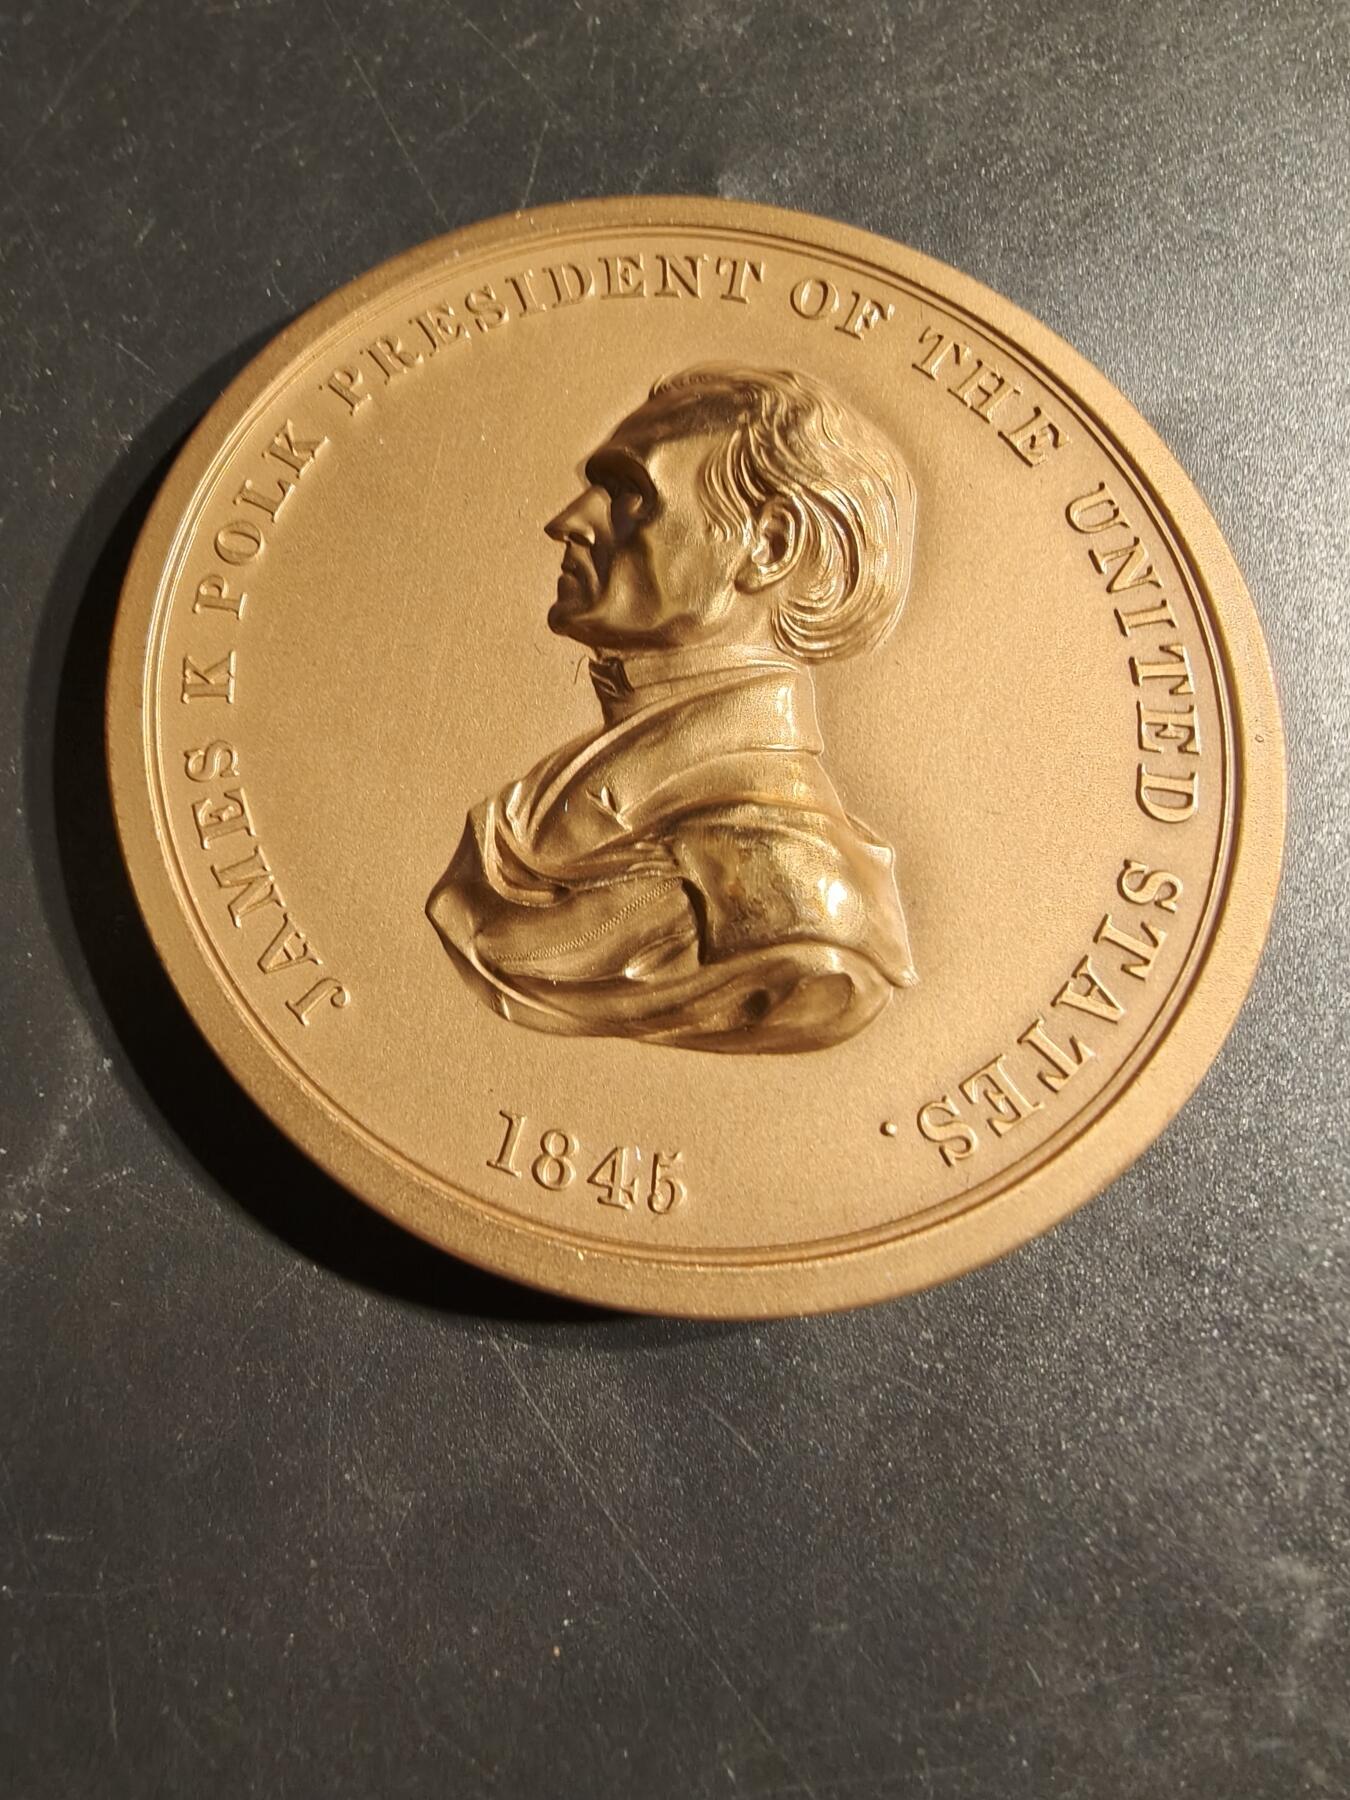 JAMES K POLK PRESIDENT OF THE UNITED STATES.
1845